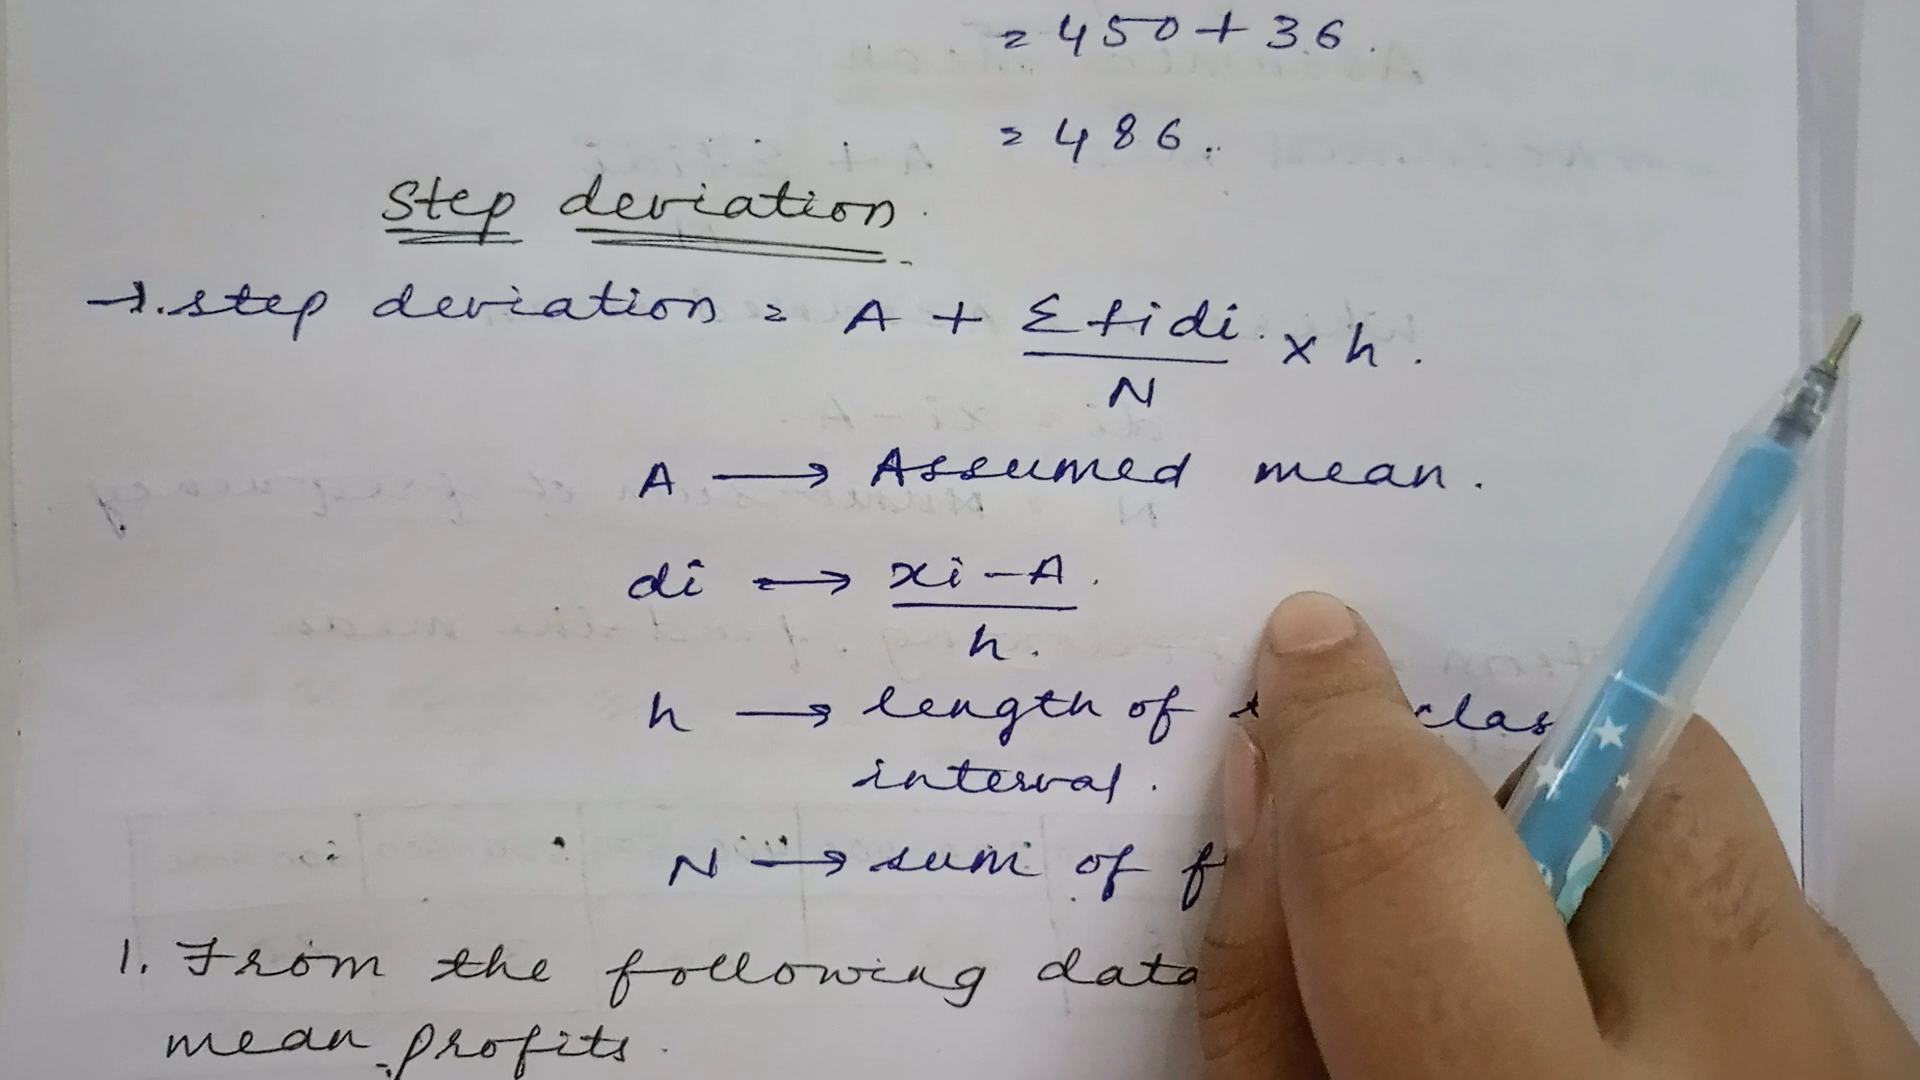 = 450 + 36.
= 486.
Step deviation.
→ 1. step deviation = A + Σfidi/N × h.
A → Assumed mean.
di → xi - A/h.
h → length of clas
interval.
N → sum of f
1. From the following data
mean profits.